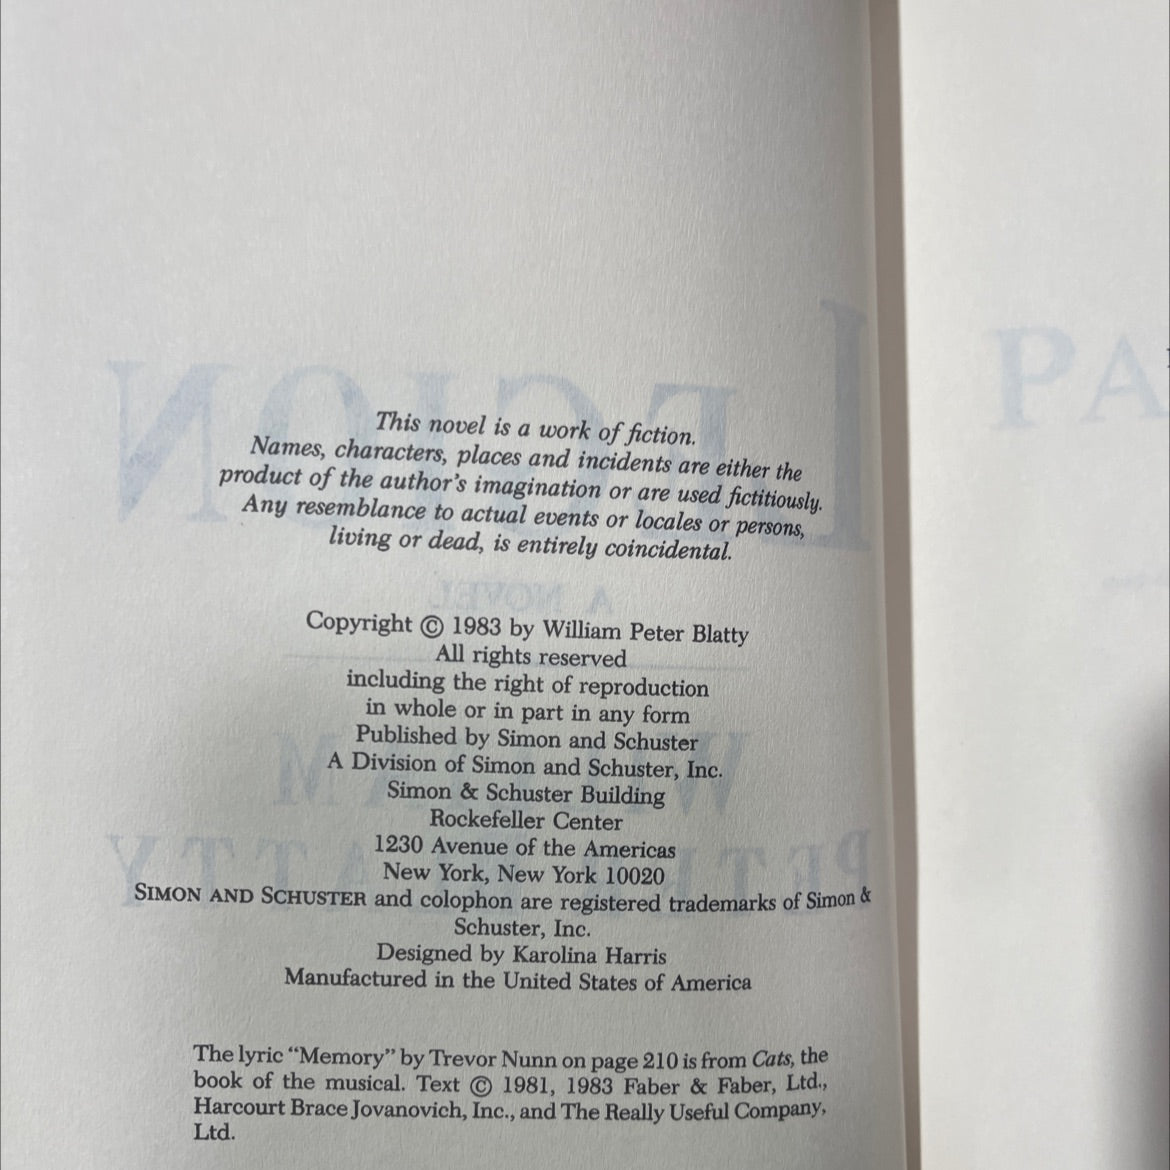 This novel is a work of fiction.
Names, characters, places and incidents are either the
product of the author's imagination or are used fictitiously.
Any resemblance to actual events or locales or persons,
living or dead, is entirely coincidental.
Copyright © 1983 by William Peter Blatty
All rights reserved
including the right of reproduction
in whole or in part in any form
Published by Simon and Schuster
A Division of Simon and Schuster, Inc.
Simon & Schuster Building
Rockefeller Center
1230 Avenue of the Americas
New York, New York 10020
SIMON AND SCHUSTER and colophon are registered trademarks of Simon &
Schuster, Inc.
Designed by Karolina Harris
Manufactured in the United States of America
The lyric “Memory” by Trevor Nunn on page 210 is from Cats, the
book of the musical. Text © 1981, 1983 Faber & Faber, Ltd.,
Harcourt Brace Jovanovich, Inc., and The Really Useful Company,
Ltd.
PA